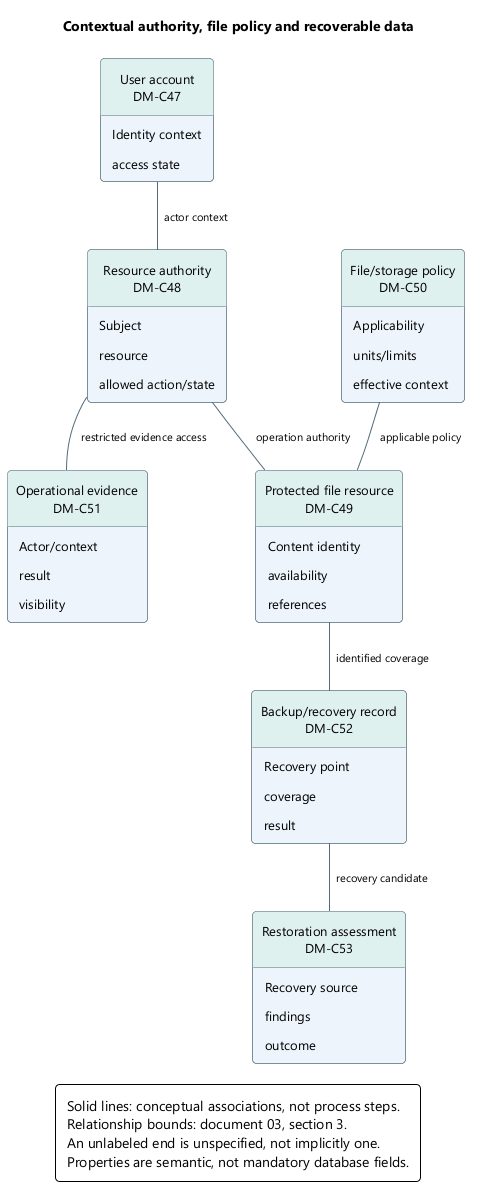 Contextual authority, file policy and recoverable data
User account
DM-C47
Identity context
access state
actor context
Resource authority
DM-C48
Subject
resource
allowed action/state
File/storage policy
DM-C50
Applicability
units/limits
effective context
restricted evidence access
operation authority
applicable policy
Operational evidence
DM-C51
Actor/context
result
visibility
Protected file resource
DM-C49
Content identity
availability
references
identified coverage
Backup/recovery record
DM-C52
Recovery point
coverage
result
recovery candidate
Restoration assessment
DM-C53
Recovery source
findings
outcome
Solid lines: conceptual associations, not process steps.
Relationship bounds: document 03, section 3.
An unlabeled end is unspecified, not implicitly one.
Properties are semantic, not mandatory database fields.